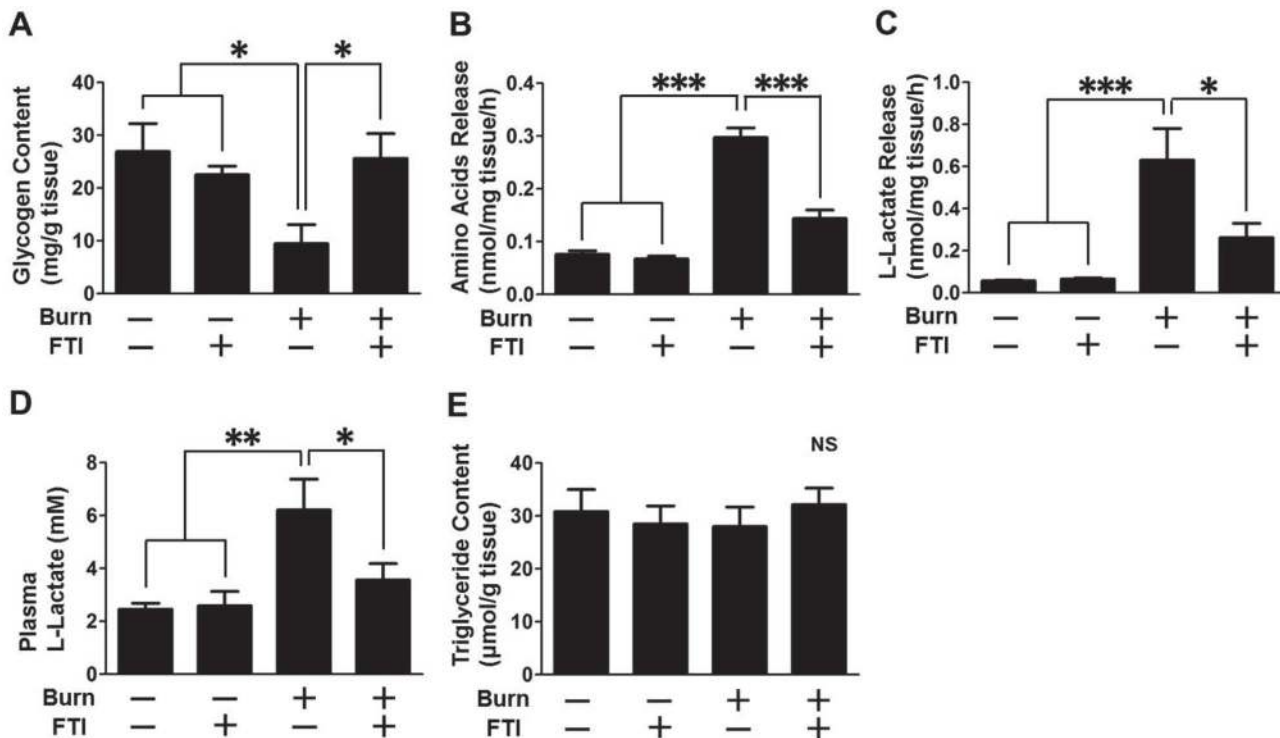 A
Glycogen Content
(mg/g tissue)
40
30
20
10
0
* *
Burn — — + +
FTI — + — +
B
Amino Acids Release
(nmol/mg tissue/h)
0.4
0.3
0.2
0.1
0.0
*** ***
Burn — — + +
FTI — + — +
C
L-Lactate Release
(nmol/mg tissue/h)
1.0
0.8
0.6
0.4
0.2
0.0
*** *
Burn — — + +
FTI — + — +
D
Plasma
L-Lactate (mM)
8
6
4
2
0
** *
Burn — — + +
FTI — + — +
E
Triglyceride Content
(µmol/g tissue)
40
30
20
10
0
NS
Burn — — + +
FTI — + — +